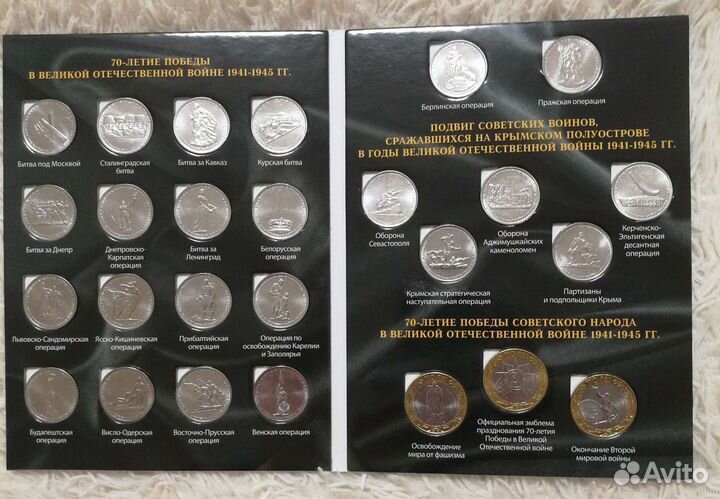 70-ЛЕТИЕ ПОБЕДЫ
В ВЕЛИКОЙ ОТЕЧЕСТВЕННОЙ ВОЙНЕ 1941-1945 ГГ.
Битва под Москвой
Сталинградская
битва
Битва за Кавказ
Курская битва
Битва за Днепр
Днепровско-
Карпатская
операция
Битва за
Ленинград
Белорусская
операция
Львовско-Сандомирская
операция
Ясско-Кишиневская
операция
Прибалтийская
операция
Операция по
освобождению Карелии
и Заполярья
Будапештская
операция
Висло-Одерская
операция
Восточно-Прусская
операция
Венская операция
Берлинская операция
Пражская операция
ПОДВИГ СОВЕТСКИХ ВОИНОВ,
СРАЖАВШИХСЯ НА КРЫМСКОМ ПОЛУОСТРОВЕ
В ГОДЫ ВЕЛИКОЙ ОТЕЧЕСТВЕННОЙ ВОЙНЫ 1941-1945 ГГ.
Оборона
Севастополя
Оборона
Аджимушкайских
каменоломен
Керченско-
Эльтигенская
десантная
операция
Крымская стратегическая
наступательная операция
Партизаны
и подпольщики Крыма
70-ЛЕТИЕ ПОБЕДЫ СОВЕТСКОГО НАРОДА
В ВЕЛИКОЙ ОТЕЧЕСТВЕННОЙ ВОЙНЕ 1941-1945 ГГ.
Освобождение
мира от фашизма
Официальная эмблема
празднования 70-летия
Победы в Великой
Отечественной войне
Окончание Второй
мировой войны
Avito